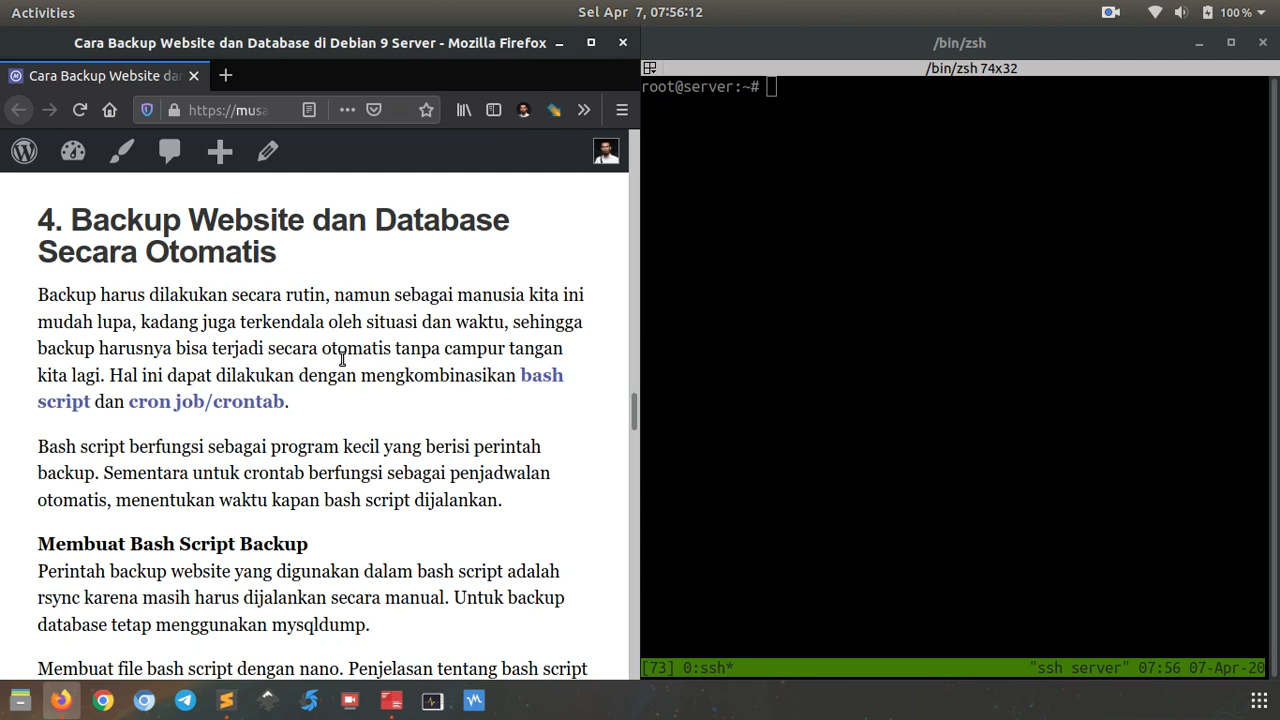 Activities
Sel Apr 7, 07:56:12
100 %
Cara Backup Website dan Database di Debian 9 Server - Mozilla Firefox
/bin/zsh
Cara Backup Website da
/bin/zsh 74x32
https://musa
root@server:~#
4. Backup Website dan Database
Secara Otomatis
Backup harus dilakukan secara rutin, namun sebagai manusia kita ini
mudah lupa, kadang juga terkendala oleh situasi dan waktu, sehingga
backup harusnya bisa terjadi secara otomatis tanpa campur tangan
kita lagi. Hal ini dapat dilakukan dengan mengkombinasikan bash
script dan cron job/crontab.
Bash script berfungsi sebagai program kecil yang berisi perintah
backup. Sementara untuk crontab berfungsi sebagai penjadwalan
otomatis, menentukan waktu kapan bash script dijalankan.
Membuat Bash Script Backup
Perintah backup website yang digunakan dalam bash script adalah
rsync karena masih harus dijalankan secara manual. Untuk backup
database tetap menggunakan mysqldump.
Membuat file bash script dengan nano. Penjelasan tentang bash script
[73] 0:ssh*
"ssh server" 07:56 07-Apr-20